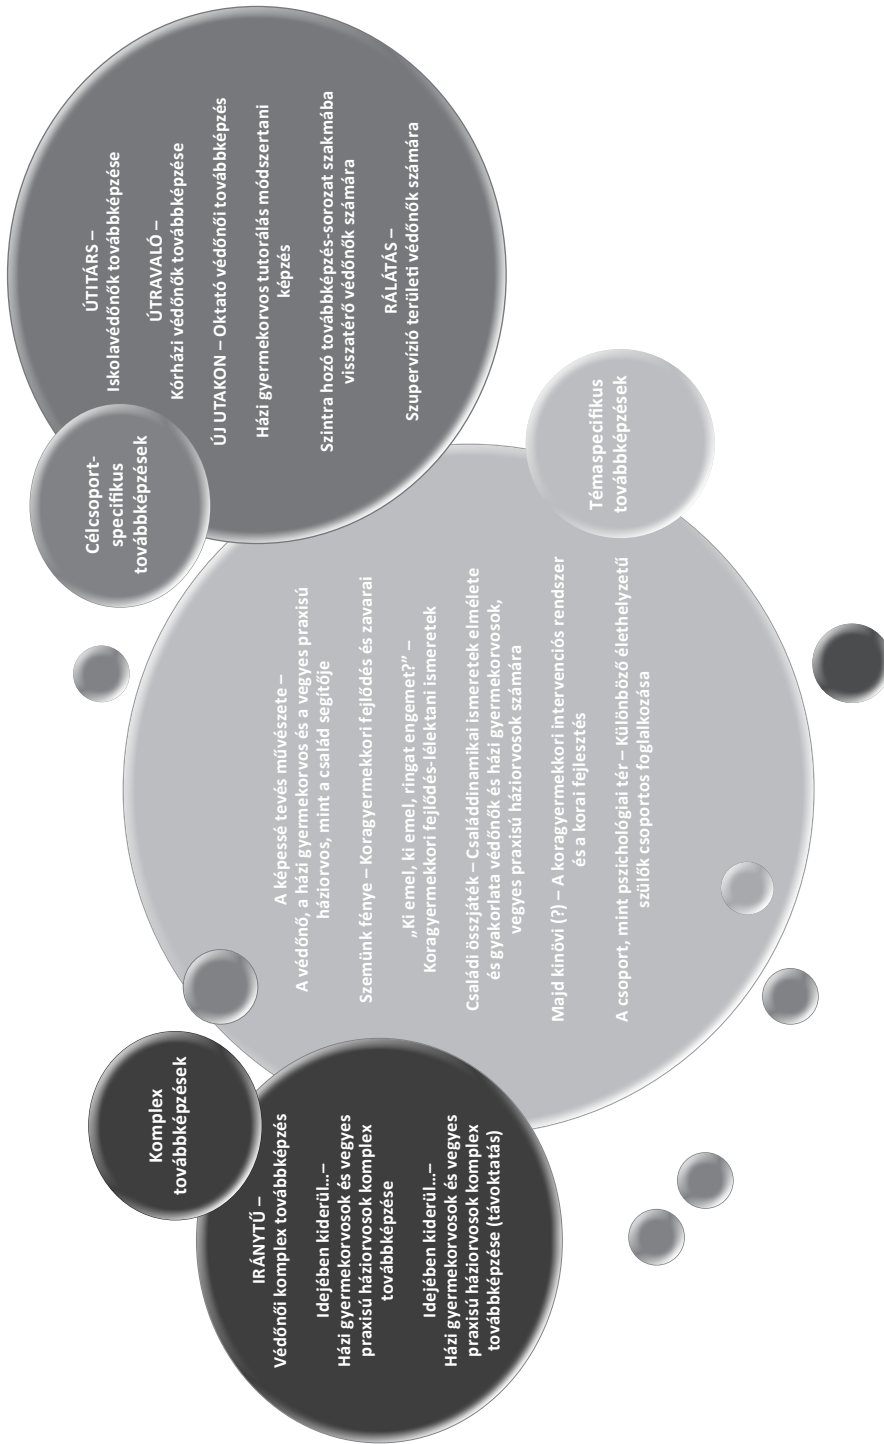 Komplex
továbbképzések
IRÁNYTŰ –
Védőnői komplex továbbképzés
Idejében kiderül...–
Házi gyermekorvosok és vegyes
praxisú háziorvosok komplex
továbbképzése
Idejében kiderül...–
Házi gyermekorvosok és vegyes
praxisú háziorvosok komplex
továbbképzése (távoktatás)
A képessé tevés művészete –
A védőnő, a házi gyermekorvos és a vegyes praxisú
háziorvos, mint a család segítője
Szemünk fénye – Koragyermekkori fejlődés és zavarai
„Ki emel, ki emel, ringat engemet?” –
Koragyermekkori fejlődés-lélektani ismeretek
Családi összjáték – Családdinamikai ismeretek elmélete
és gyakorlata védőnők és házi gyermekorvosok,
vegyes praxisú háziorvosok számára
Majd kinövi (?) – A koragyermekkori intervenciós rendszer
és a korai fejlesztés
A csoport, mint pszichológiai tér – Különböző élethelyzetű
szülők csoportos foglalkozása
Témaspecifikus
továbbképzések
Célcsoport-
specifikus
továbbképzések
ÚTITÁRS –
Iskolavédőnők továbbképzése
ÚTRAVALÓ –
Kórházi védőnők továbbképzése
ÚJ UTAKON – Oktató védőnői továbbképzés
Házi gyermekorvos tutorálás módszertani
képzés
Szintra hozó továbbképzés-sorozat szakmába
visszatérő védőnők számára
RÁLÁTÁS –
Szupervízió területi védőnők számára